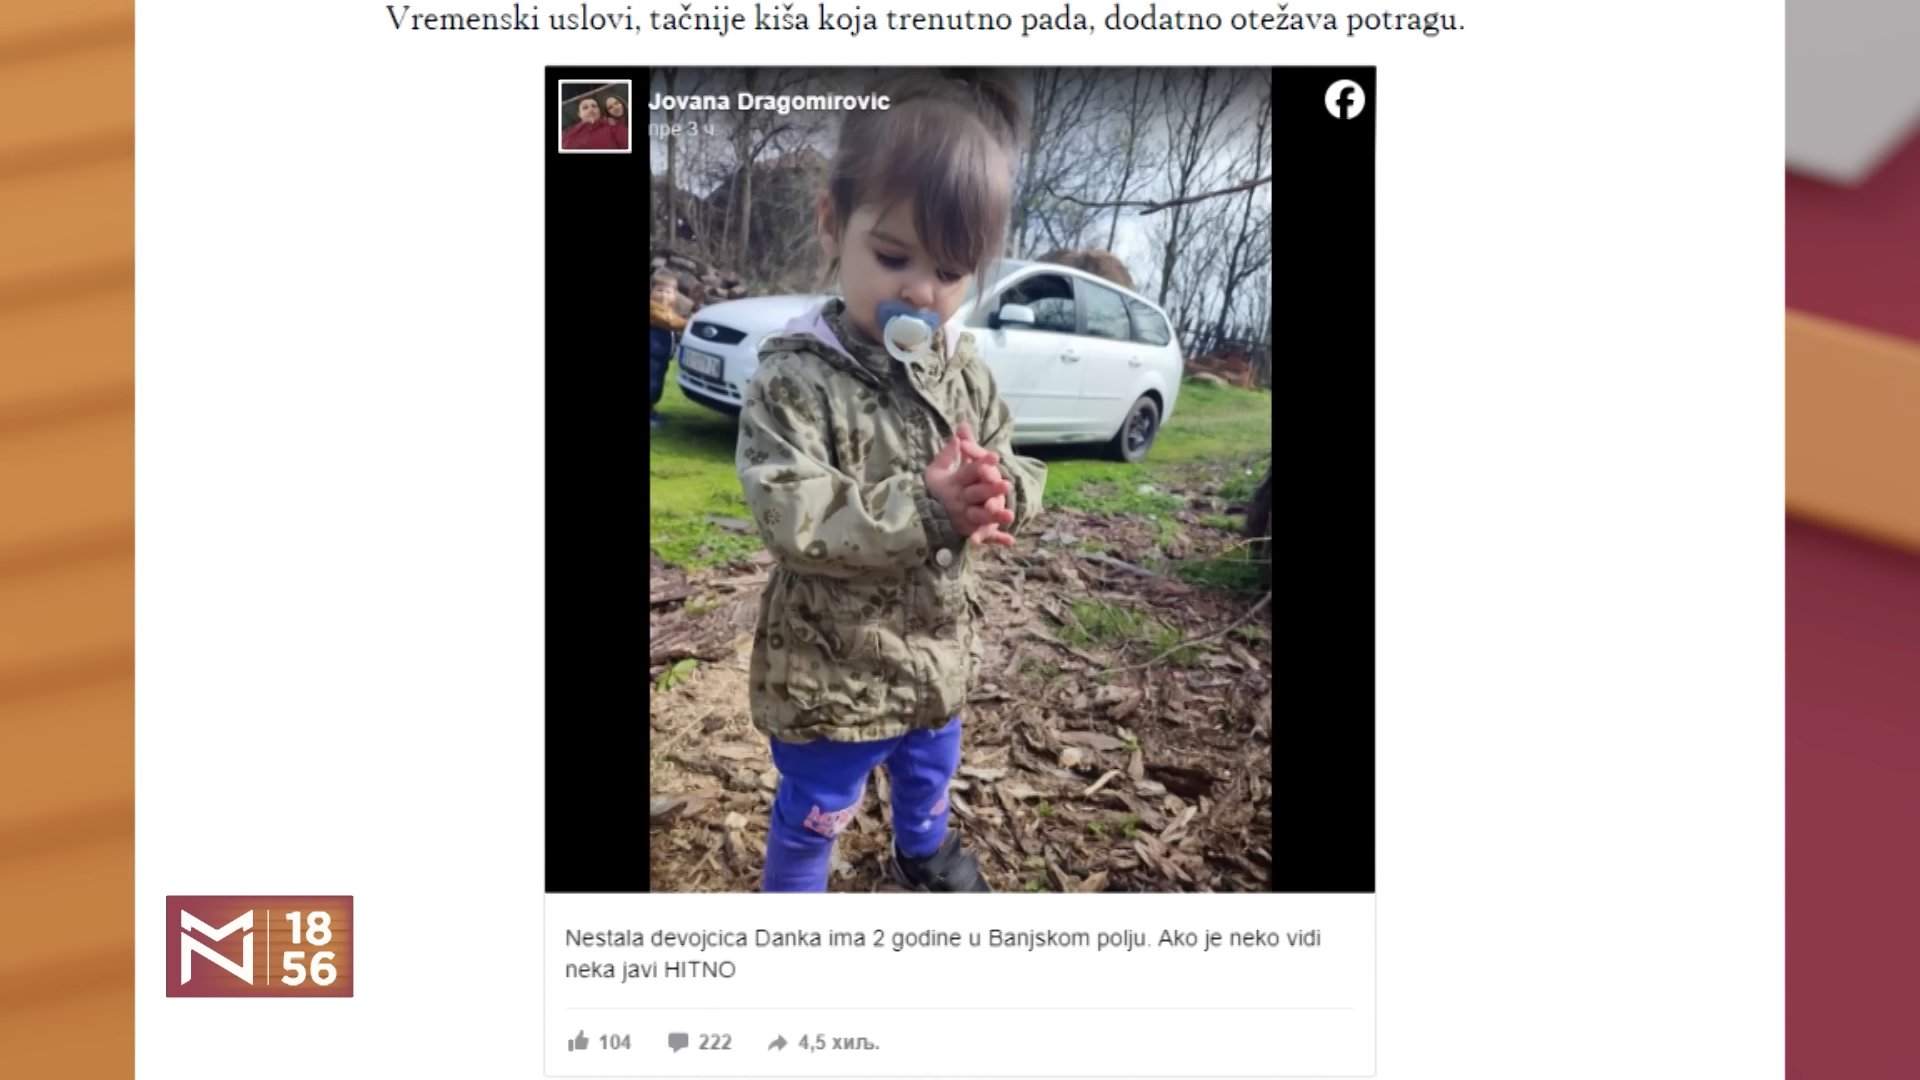 Vremenski uslovi, tačnije kiša koja trenutno pada, dodatno otežava potragu.
Jovana Dragomirovic
пре 3 ч
Nestala devojcica Danka ima 2 godine u Banjskom polju. Ako je neko vidi
neka javi HITNO
104 222 4,5 хиљ.
N 18
56